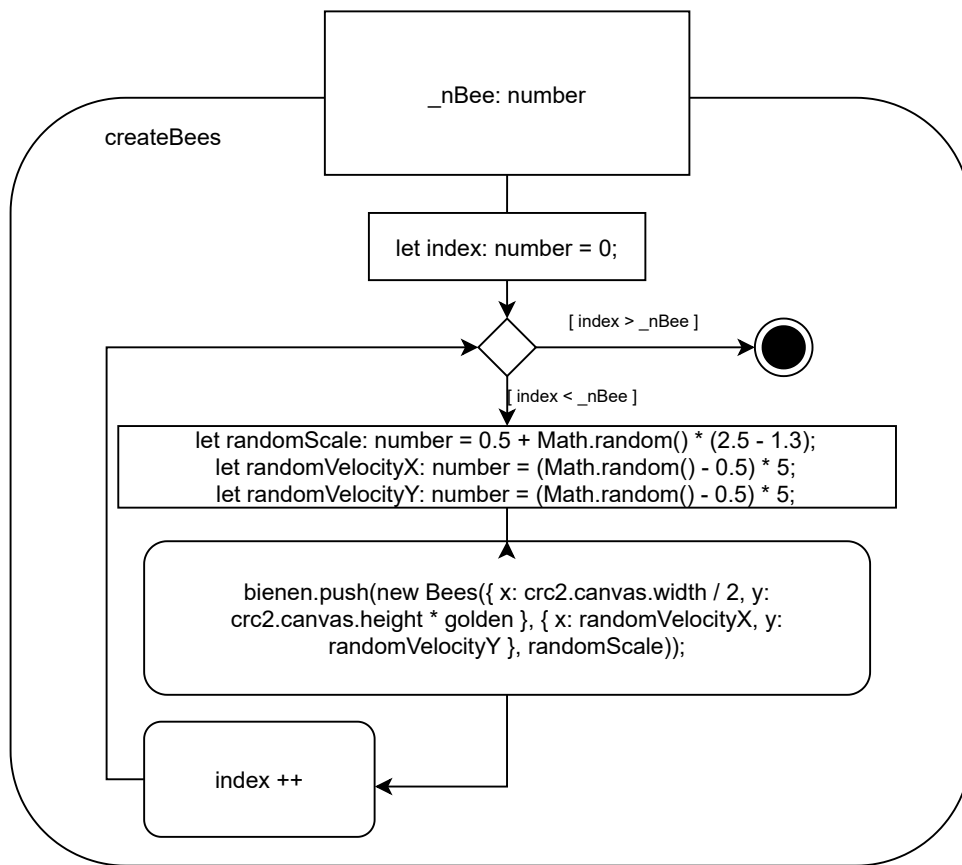 _nBee: number
createBees
let index: number = 0;
[ index > _nBee ]
[ index < _nBee ]
let randomScale: number = 0.5 + Math.random() * (2.5 - 1.3);
let randomVelocityX: number = (Math.random() - 0.5) * 5;
let randomVelocityY: number = (Math.random() - 0.5) * 5;
bienen.push(new Bees({ x: crc2.canvas.width / 2, y:
crc2.canvas.height * golden }, { x: randomVelocityX, y:
randomVelocityY }, randomScale));
index ++